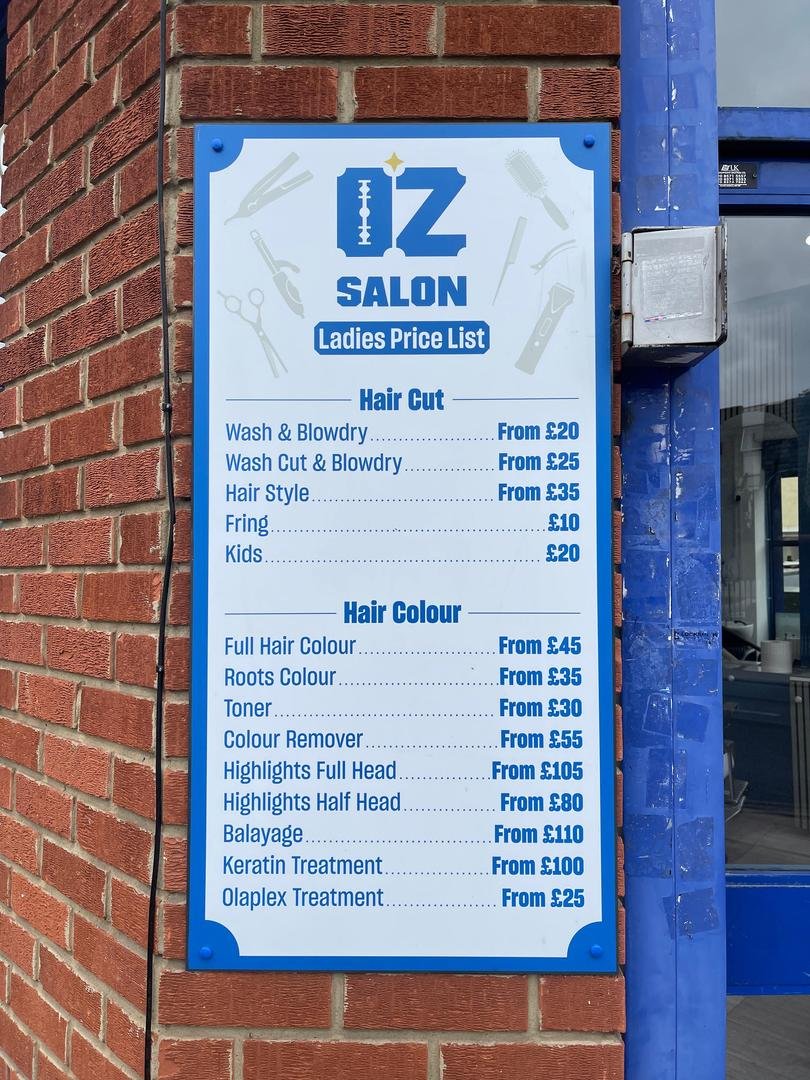 OZ
SALON
Ladies Price List
Hair Cut
Wash & Blowdry From £20
Wash Cut & Blowdry From £25
Hair Style From £35
Fring £10
Kids £20
Hair Colour
Full Hair Colour From £45
Roots Colour From £35
Toner From £30
Colour Remover From £55
Highlights Full Head From £105
Highlights Half Head From £80
Balayage From £110
Keratin Treatment From £100
Olaplex Treatment From £25